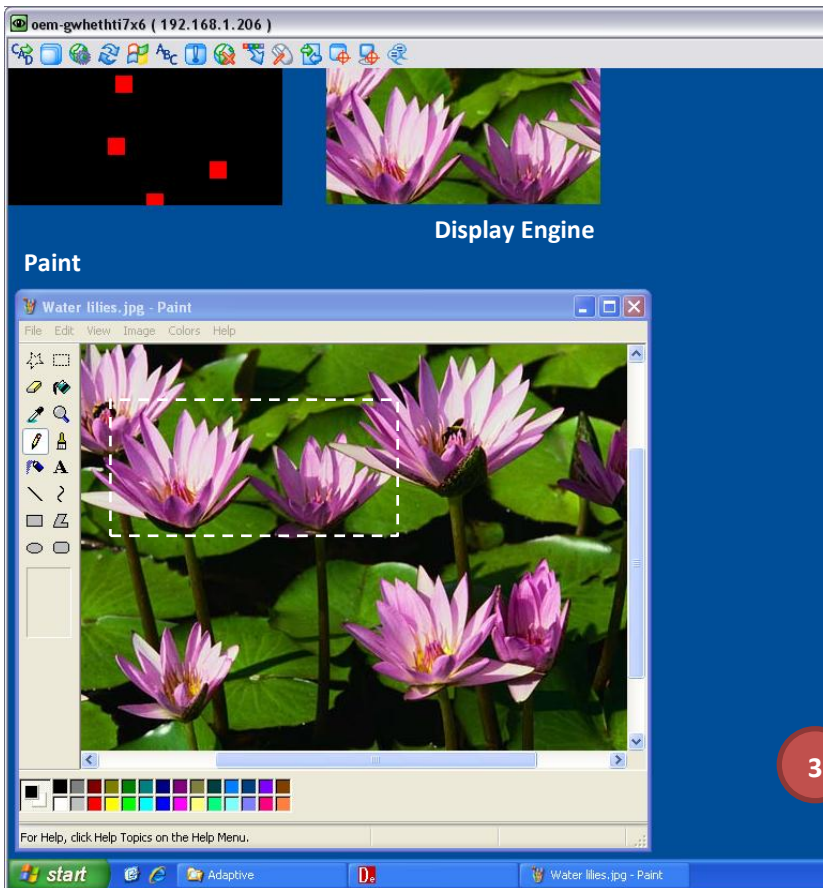 oem-gwhethti7x6 ( 192.168.1.206 )
Display Engine
Paint
Water lilies.jpg - Paint
File Edit View Image Colors Help
A
3
For Help, click Help Topics on the Help Menu.
start Adaptive De Water lilies.jpg - Paint